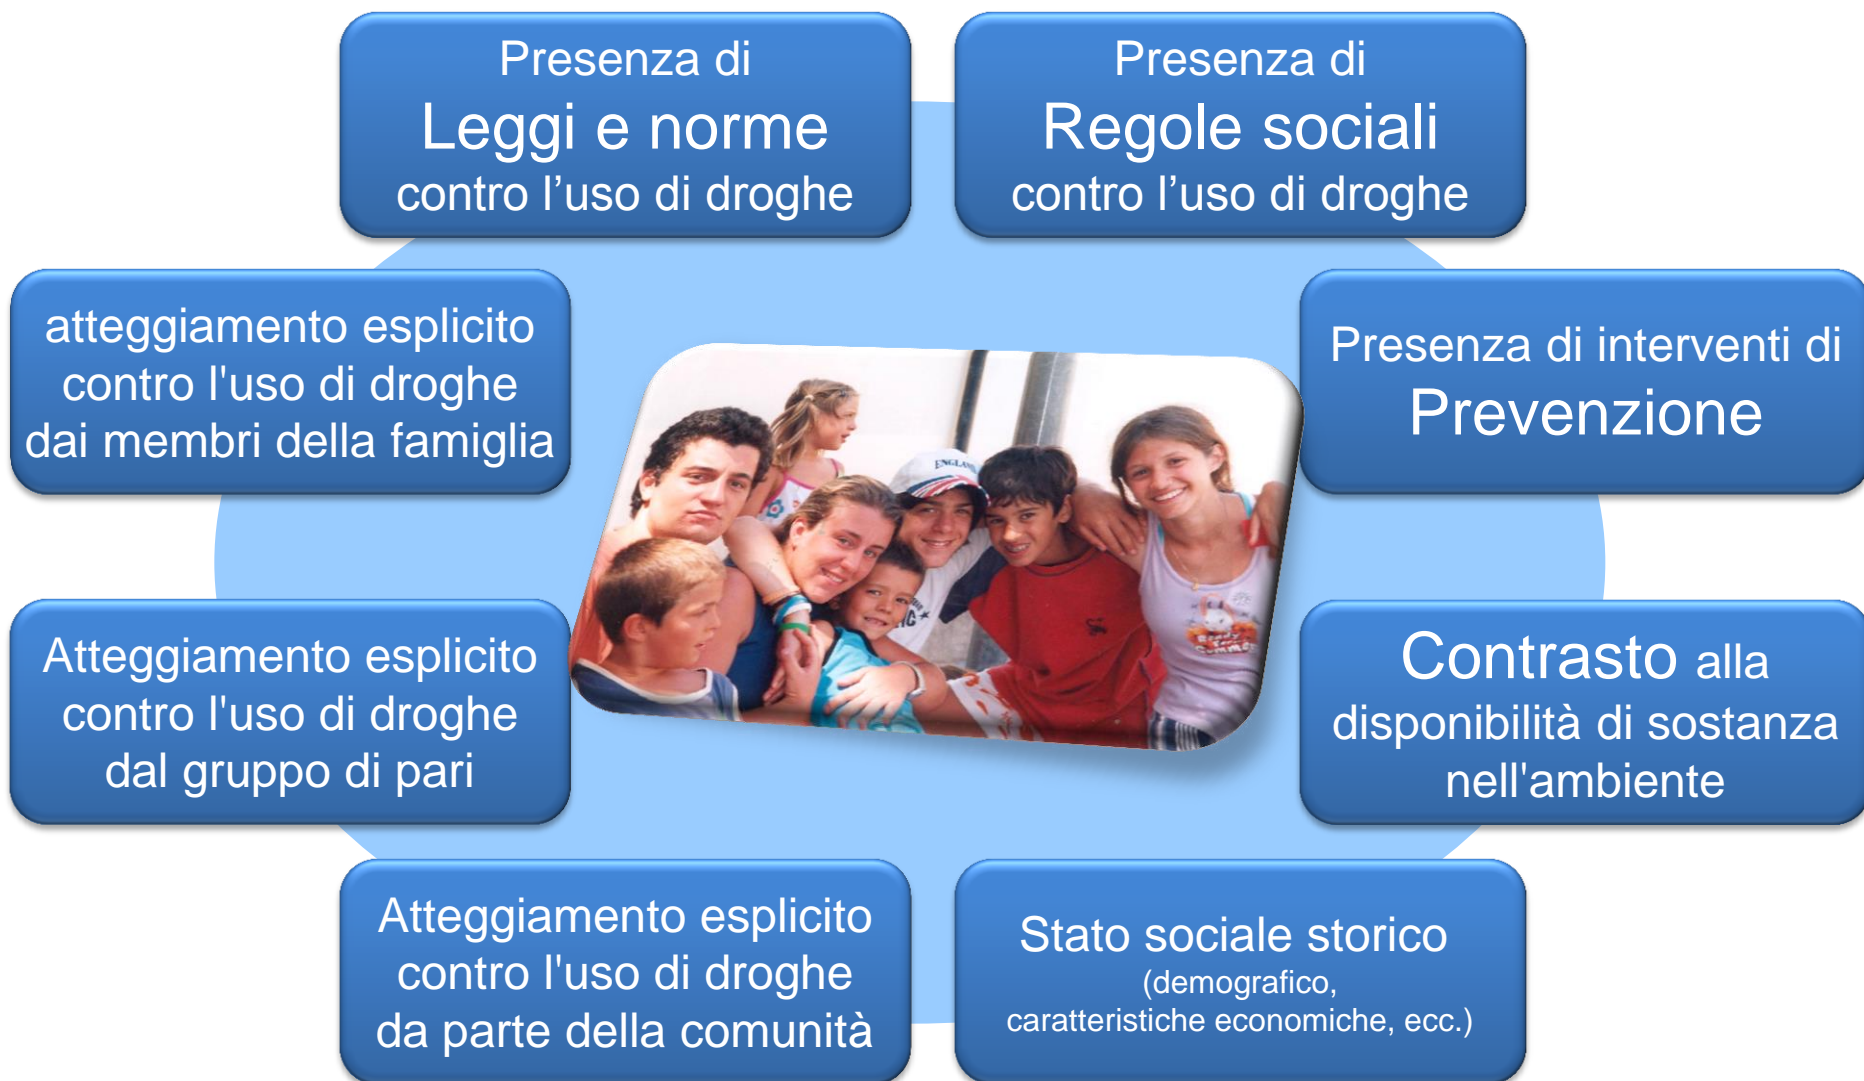 Presenza di
Leggi e norme
contro l’uso di droghe
Presenza di
Regole sociali
contro l’uso di droghe
atteggiamento esplicito
contro l'uso di droghe
dai membri della famiglia
Presenza di interventi di
Prevenzione
ENGLAND
Atteggiamento esplicito
contro l'uso di droghe
dal gruppo di pari
Contrasto alla
disponibilità di sostanza
nell'ambiente
Atteggiamento esplicito
contro l'uso di droghe
da parte della comunità
Stato sociale storico
(demografico,
caratteristiche economiche, ecc.)